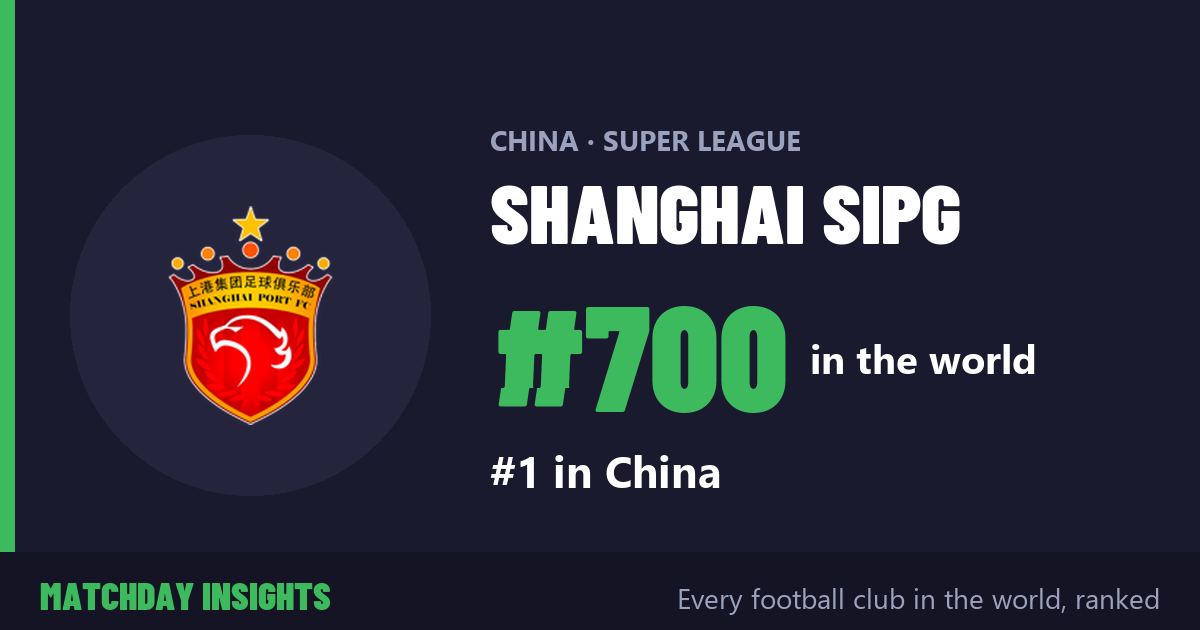 CHINA · SUPER LEAGUE
SHANGHAI SIPG
上港集团足球俱乐部
SHANGHAI PORT FC
#700 in the world
#1 in China
MATCHDAY INSIGHTS
Every football club in the world, ranked